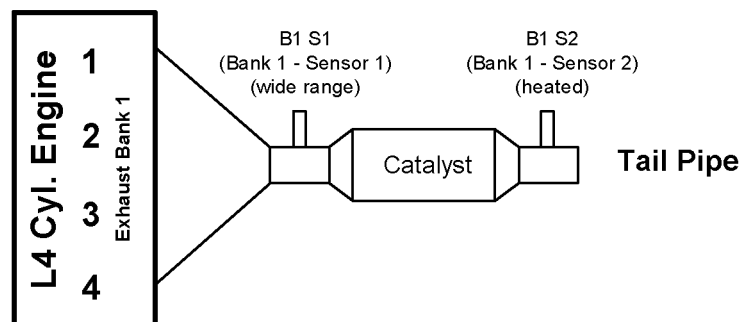 L4 Cyl. Engine
1
2
3
4
Exhaust Bank 1
B1 S1
(Bank 1 - Sensor 1)
(wide range)
Catalyst
B1 S2
(Bank 1 - Sensor 2)
(heated)
Tail Pipe